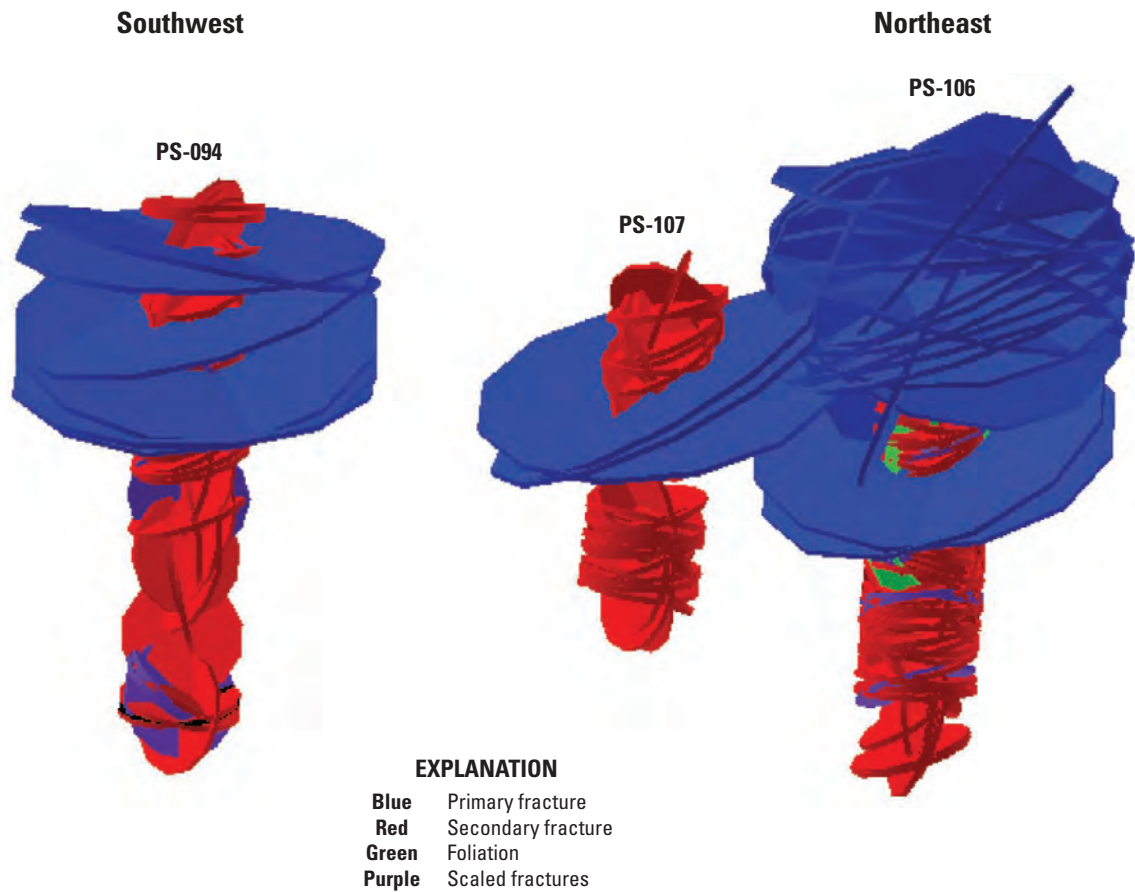 Southwest
Northeast
PS-106
PS-094
PS-107
EXPLANATION
Blue Primary fracture
Red Secondary fracture
Green Foliation
Purple Scaled fractures